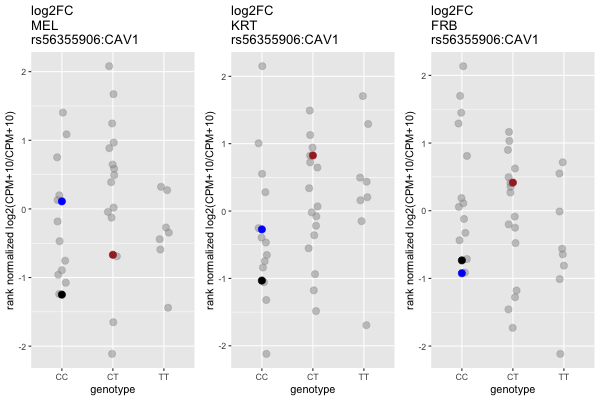 log2FC
MEL
rs56355906:CAV1
rank normalized log2(CPM+10/CPM+10)
2
1
0
-1
-2
CC CT TT
genotype
log2FC
KRT
rs56355906:CAV1
rank normalized log2(CPM+10/CPM+10)
2
1
0
-1
-2
CC CT TT
genotype
log2FC
FRB
rs56355906:CAV1
rank normalized log2(CPM+10/CPM+10)
2
1
0
-1
-2
CC CT TT
genotype